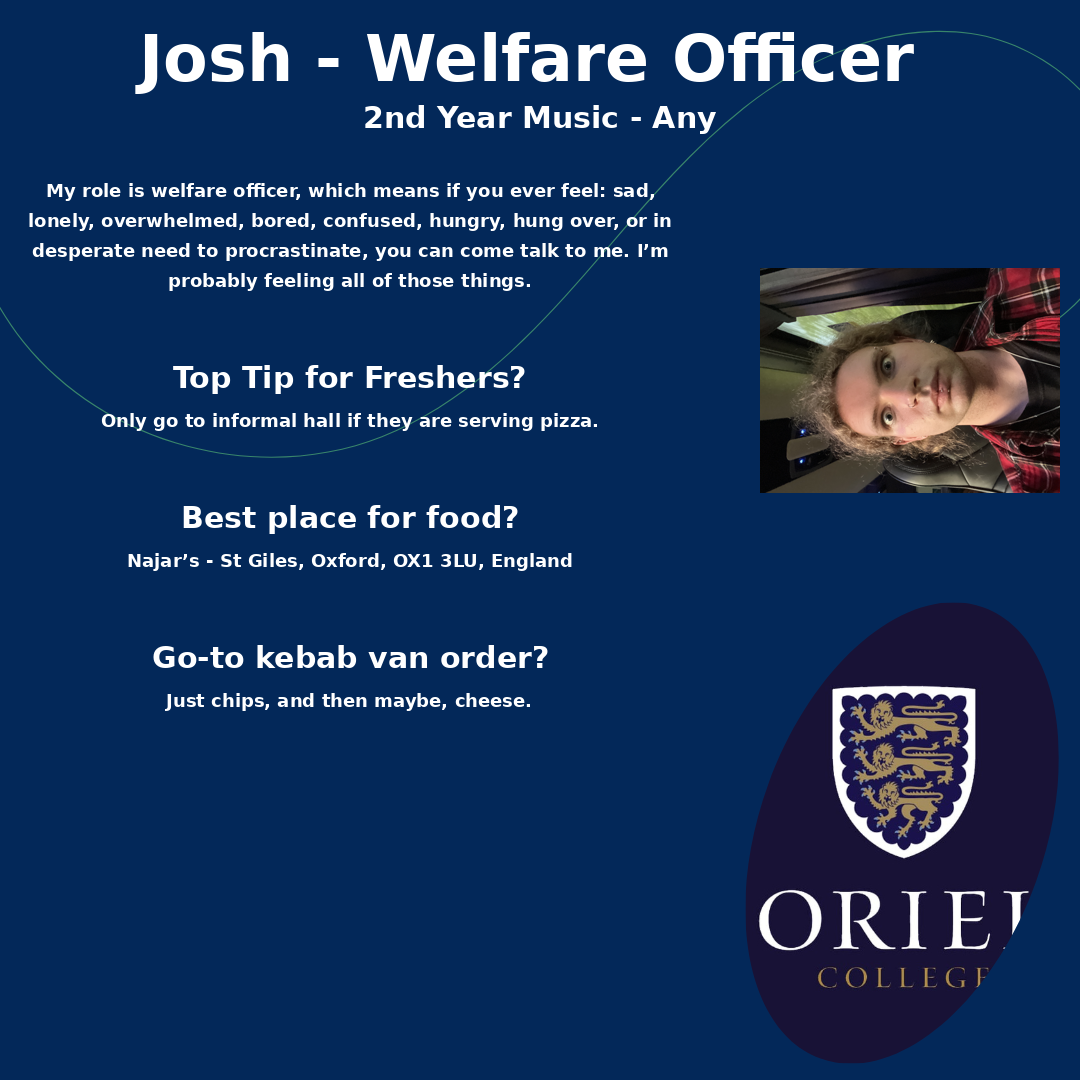 Josh - Welfare Officer
2nd Year Music - Any
My role is welfare officer, which means if you ever feel: sad,
lonely, overwhelmed, bored, confused, hungry, hung over, or in
desperate need to procrastinate, you can come talk to me. I’m
probably feeling all of those things.
Top Tip for Freshers?
Only go to informal hall if they are serving pizza.
Best place for food?
Najar’s - St Giles, Oxford, OX1 3LU, England
Go-to kebab van order?
Just chips, and then maybe, cheese.
ORIEL
COLLEGE